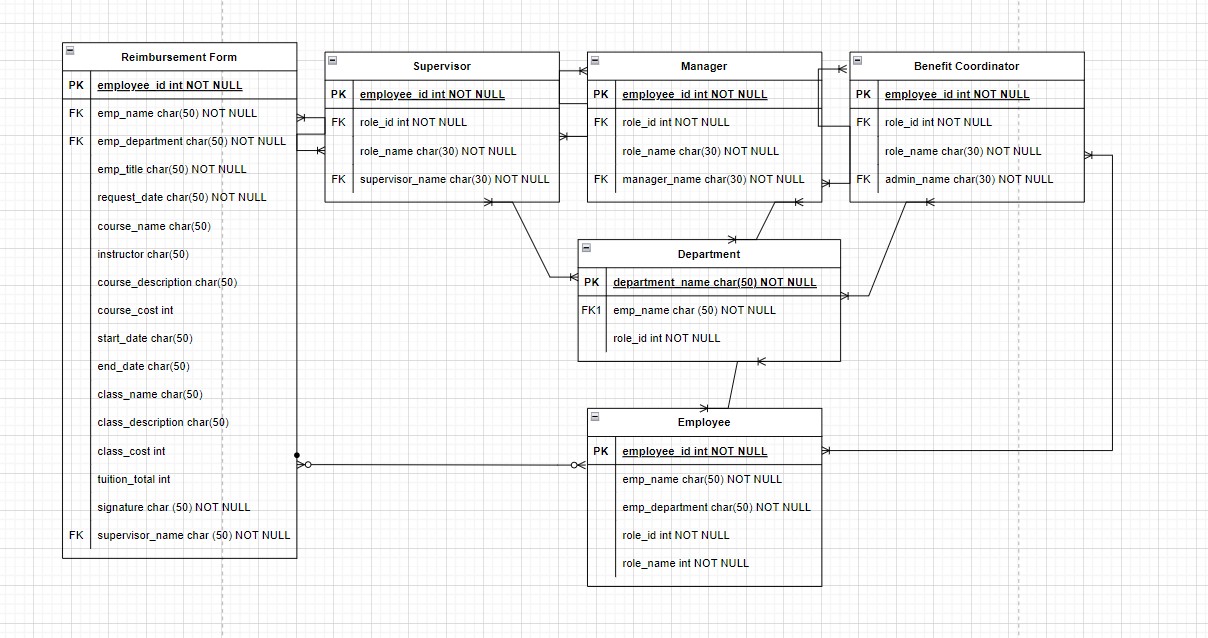 Reimbursement Form
PK employee_id int NOT NULL
FK emp_name char(50) NOT NULL
FK emp_department char(50) NOT NULL
emp_title char(50) NOT NULL
request_date char(50) NOT NULL
course_name char(50)
instructor char(50)
course_description char(50)
course_cost int
start_date char(50)
end_date char(50)
class_name char(50)
class_description char(50)
class_cost int
tuition_total int
signature char (50) NOT NULL
FK supervisor_name char (50) NOT NULL
Supervisor
PK employee_id int NOT NULL
FK role_id int NOT NULL
role_name char(30) NOT NULL
FK supervisor_name char(30) NOT NULL
Manager
PK employee_id int NOT NULL
FK role_id int NOT NULL
role_name char(30) NOT NULL
FK manager_name char(30) NOT NULL
Benefit Coordinator
PK employee_id int NOT NULL
FK role_id int NOT NULL
role_name char(30) NOT NULL
FK admin_name char(30) NOT NULL
Department
PK department_name char(50) NOT NULL
FK1 emp_name char (50) NOT NULL
role_id int NOT NULL
Employee
PK employee_id int NOT NULL
emp_name char(50) NOT NULL
emp_department char(50) NOT NULL
role_id int NOT NULL
role_name int NOT NULL